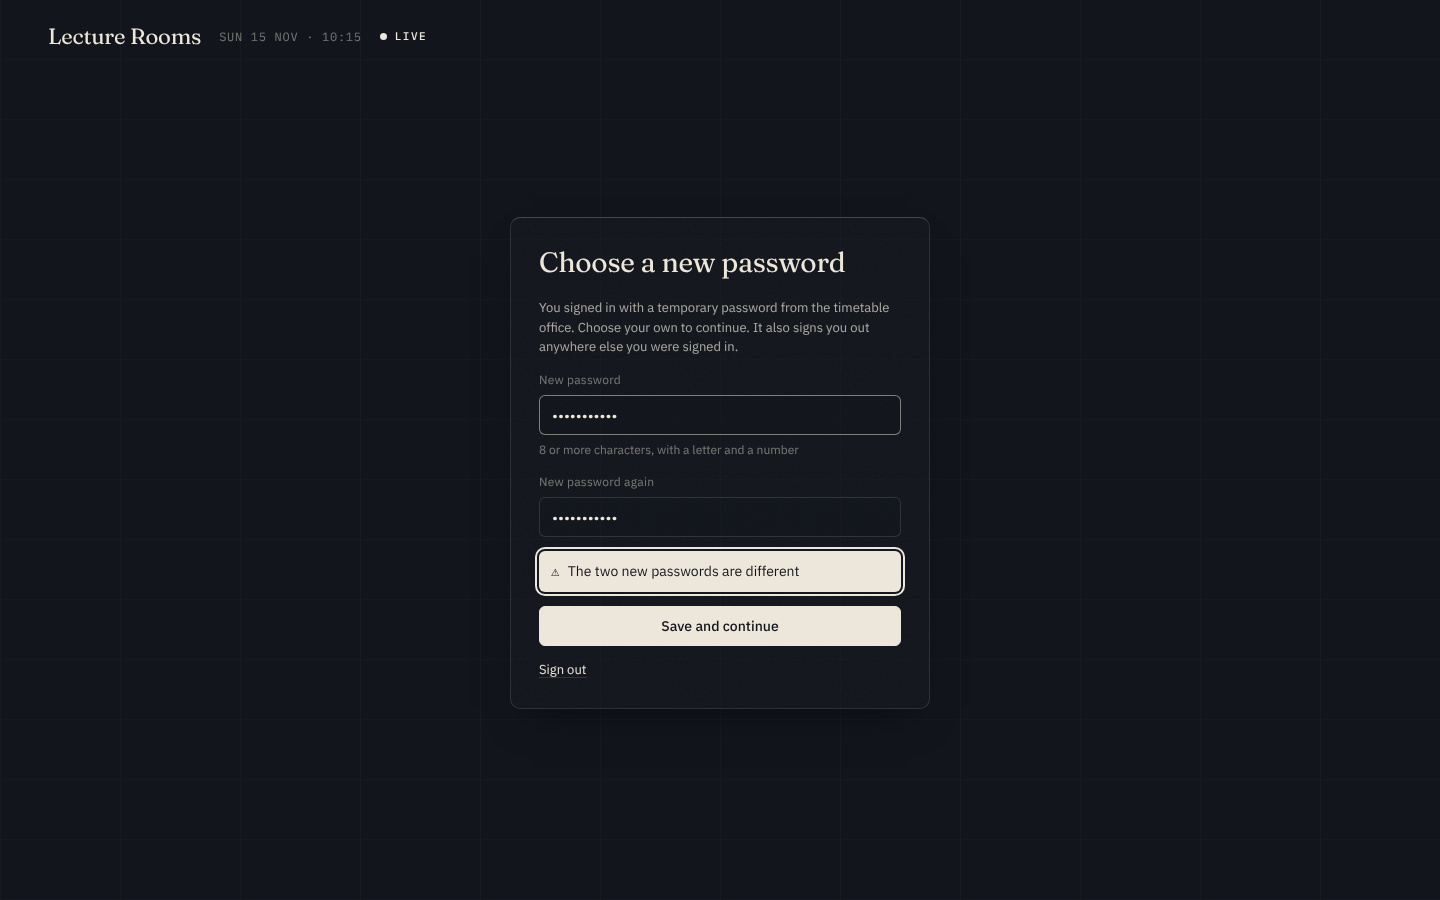 Lecture Rooms SUN 15 NOV · 10:15 ● LIVE
Choose a new password
You signed in with a temporary password from the timetable
office. Choose your own to continue. It also signs you out
anywhere else you were signed in.
New password
•••••••••••
8 or more characters, with a letter and a number
New password again
•••••••••••
⚠ The two new passwords are different
Save and continue
Sign out